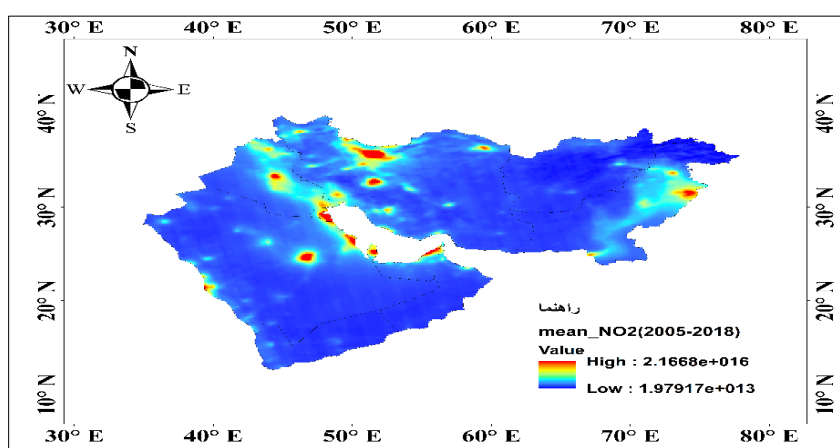 30° E 40° E 50° E 60° E 70° E 80° E
N
W E
S
40° N 40° N
30° N 30° N
20° N 20° N
10° N 10° N
راهنما
mean_NO2(2005-2018)
Value
High : 2.1668e+016
Low : 1.97917e+013
30° E 40° E 50° E 60° E 70° E 80° E